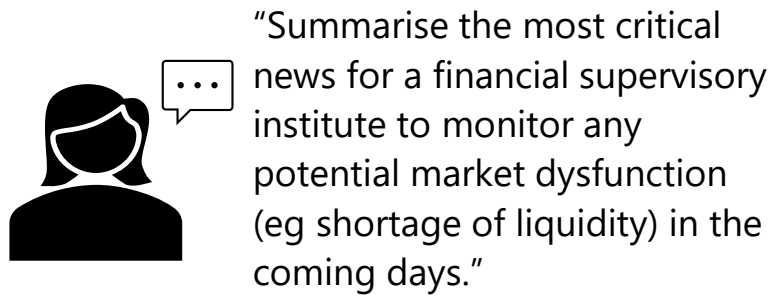 “Summarise the most critical
news for a financial supervisory
institute to monitor any
potential market dysfunction
(eg shortage of liquidity) in the
coming days.”